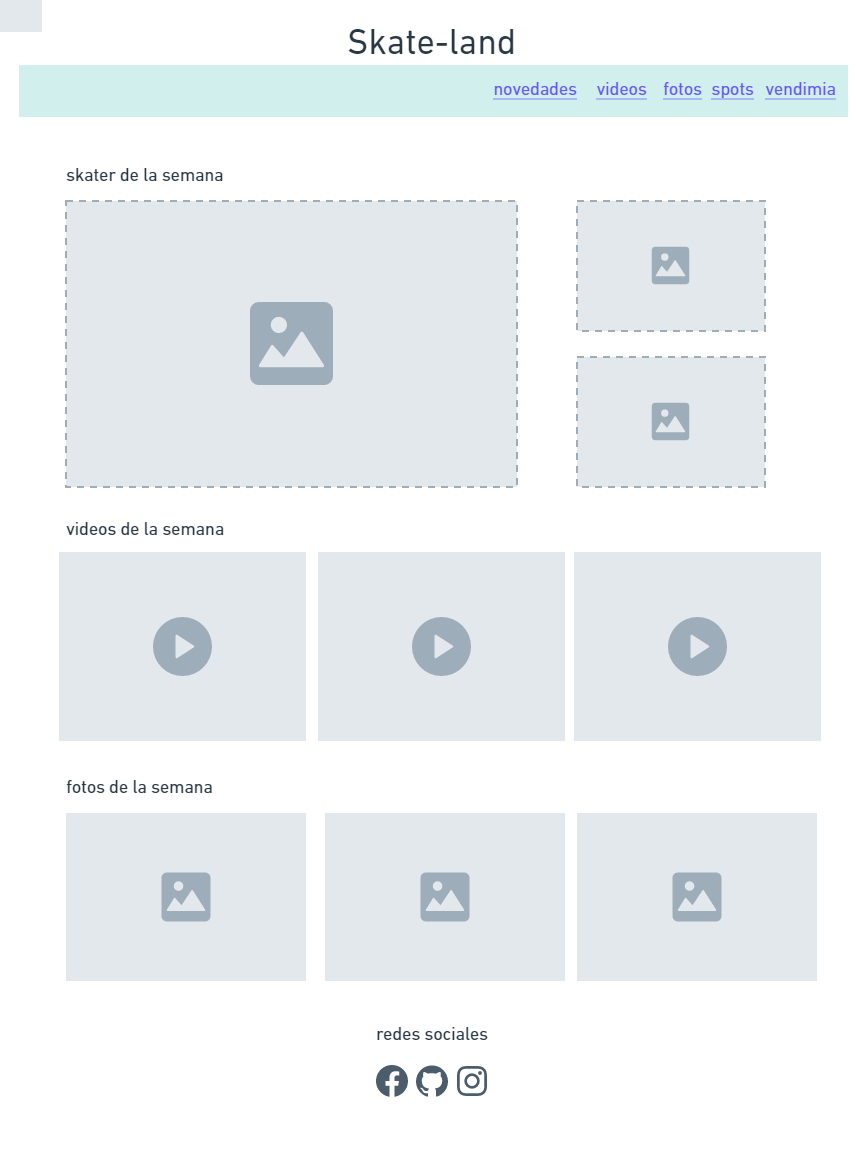 Skate-land
novedades videos fotos spots vendimia
skater de la semana
videos de la semana
fotos de la semana
redes sociales